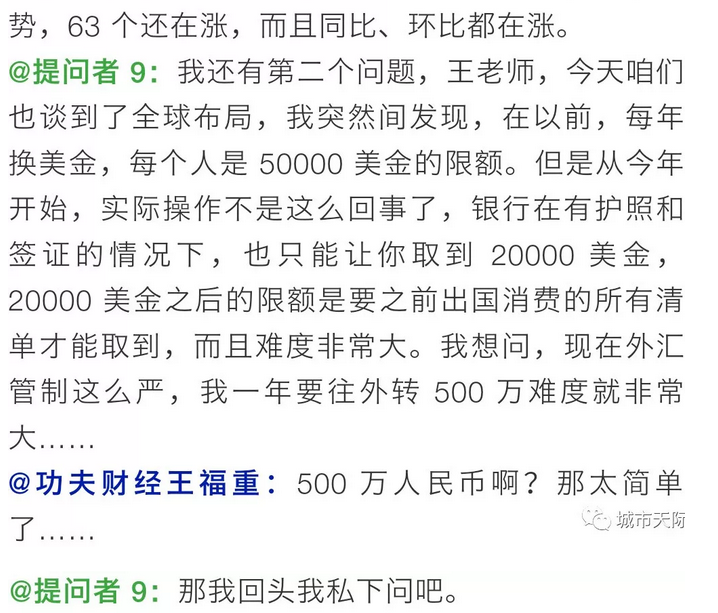 势，63 个还在涨，而且同比、环比都在涨。
@提问者 9：我还有第二个问题，王老师，今天咱们
也谈到了全球布局，我突然间发现，在以前，每年
换美金，每个人是 50000 美金的限额。但是从今年
开始，实际操作不是这么回事了，银行在有护照和
签证的情况下，也只能让你取到 20000 美金，
20000 美金之后的限额是要之前出国消费的所有清
单才能取到，而且难度非常大。我想问，现在外汇
管制这么严，我一年要往外转 500 万难度就非常
大……
@功夫财经王福重：500 万人民币啊？那太简单
了……
城市天际
@提问者 9：那我回头我私下问吧。